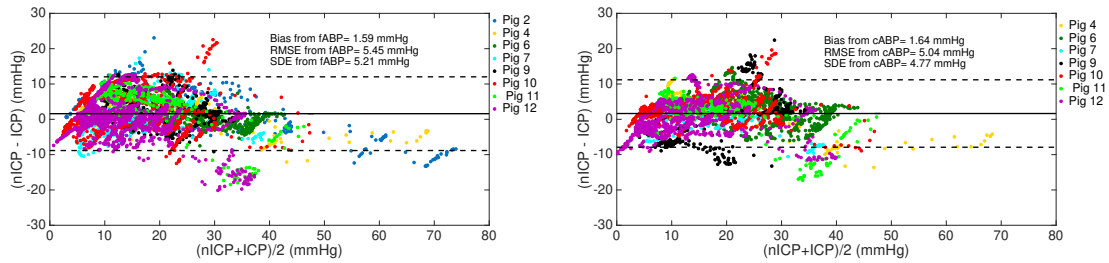 30
20
10
0
-10
-20
-30
(nICP - ICP) (mmHg)
Bias from fABP= 1.59 mmHg
RMSE from fABP= 5.45 mmHg
SDE from fABP= 5.21 mmHg
0 10 20 30 40 50 60 70 80
(nICP+ICP)/2 (mmHg)
Pig 2
Pig 4
Pig 6
Pig 7
Pig 9
Pig 10
Pig 11
Pig 12
30
20
10
0
-10
-20
-30
(nICP - ICP) (mmHg)
Bias from cABP= 1.64 mmHg
RMSE from cABP= 5.04 mmHg
SDE from cABP= 4.77 mmHg
0 10 20 30 40 50 60 70 80
(nICP+ICP)/2 (mmHg)
Pig 4
Pig 6
Pig 7
Pig 9
Pig 10
Pig 11
Pig 12